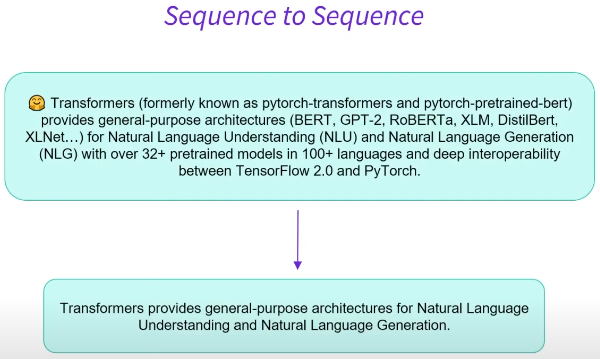 Sequence to Sequence
🤗 Transformers (formerly known as pytorch-transformers and pytorch-pretrained-bert)
provides general-purpose architectures (BERT, GPT-2, RoBERTa, XLM, DistilBert,
XLNet…) for Natural Language Understanding (NLU) and Natural Language Generation
(NLG) with over 32+ pretrained models in 100+ languages and deep interoperability
between TensorFlow 2.0 and PyTorch.
Transformers provides general-purpose architectures for Natural Language
Understanding and Natural Language Generation.